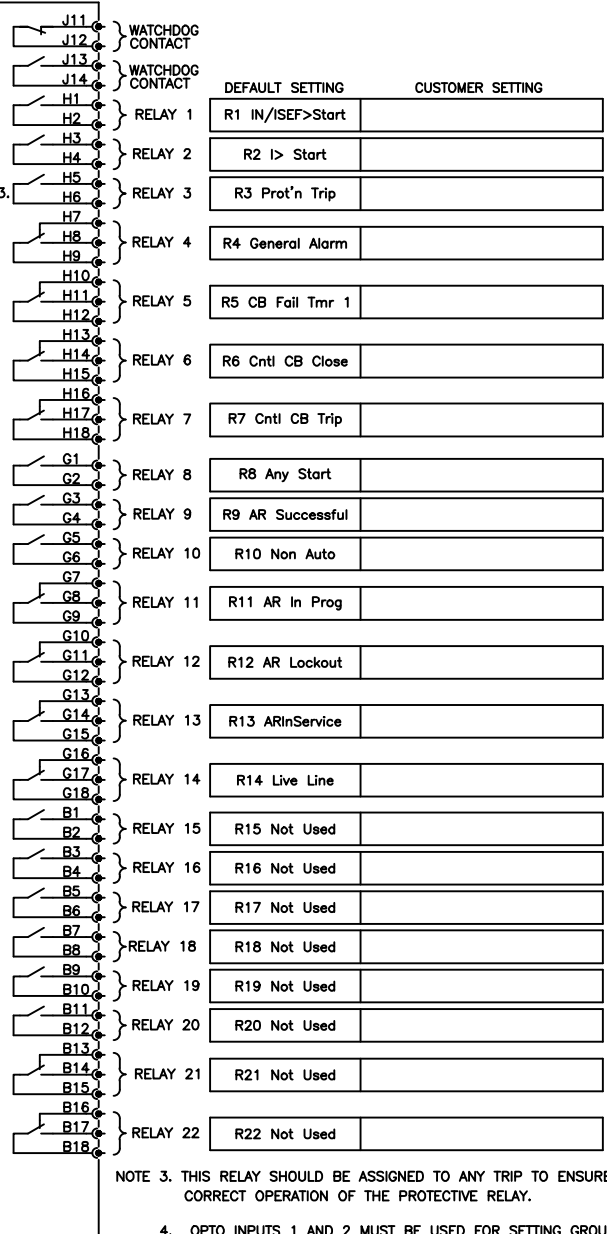 J11
J12
WATCHDOG
CONTACT
J13
J14
WATCHDOG
CONTACT
DEFAULT SETTING CUSTOMER SETTING
H1
H2
RELAY 1 R1 IN/ISEF>Start
H3
H4
RELAY 2 R2 I> Start
3.
H5
H6
RELAY 3 R3 Prot'n Trip
H7
H8
H9
RELAY 4 R4 General Alarm
H10
H11
H12
RELAY 5 R5 CB Fail Tmr 1
H13
H14
H15
RELAY 6 R6 Cntl CB Close
H16
H17
H18
RELAY 7 R7 Cntl CB Trip
G1
G2
RELAY 8 R8 Any Start
G3
G4
RELAY 9 R9 AR Successful
G5
G6
RELAY 10 R10 Non Auto
G7
G8
G9
RELAY 11 R11 AR In Prog
G10
G11
G12
RELAY 12 R12 AR Lockout
G13
G14
G15
RELAY 13 R13 ARInService
G16
G17
G18
RELAY 14 R14 Live Line
B1
B2
RELAY 15 R15 Not Used
B3
B4
RELAY 16 R16 Not Used
B5
B6
RELAY 17 R17 Not Used
B7
B8
RELAY 18 R18 Not Used
B9
B10
RELAY 19 R19 Not Used
B11
B12
RELAY 20 R20 Not Used
B13
B14
B15
RELAY 21 R21 Not Used
B16
B17
B18
RELAY 22 R22 Not Used
NOTE 3. THIS RELAY SHOULD BE ASSIGNED TO ANY TRIP TO ENSURE
CORRECT OPERATION OF THE PROTECTIVE RELAY.
4. OPTO INPUTS 1 AND 2 MUST BE USED FOR SETTING GROU